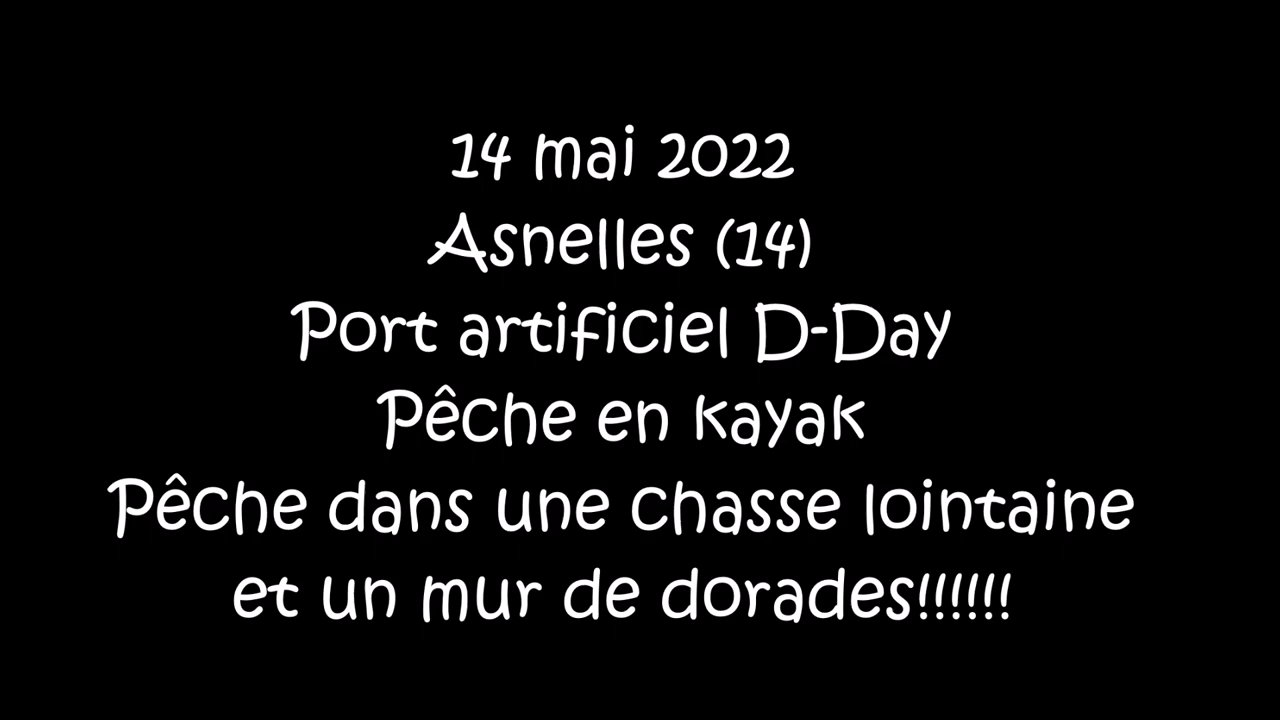 14 mai 2022
Asnelles (14)
Port artificiel D-Day
Pêche en kayak
Pêche dans une chasse lointaine
et un mur de dorades!!!!!!